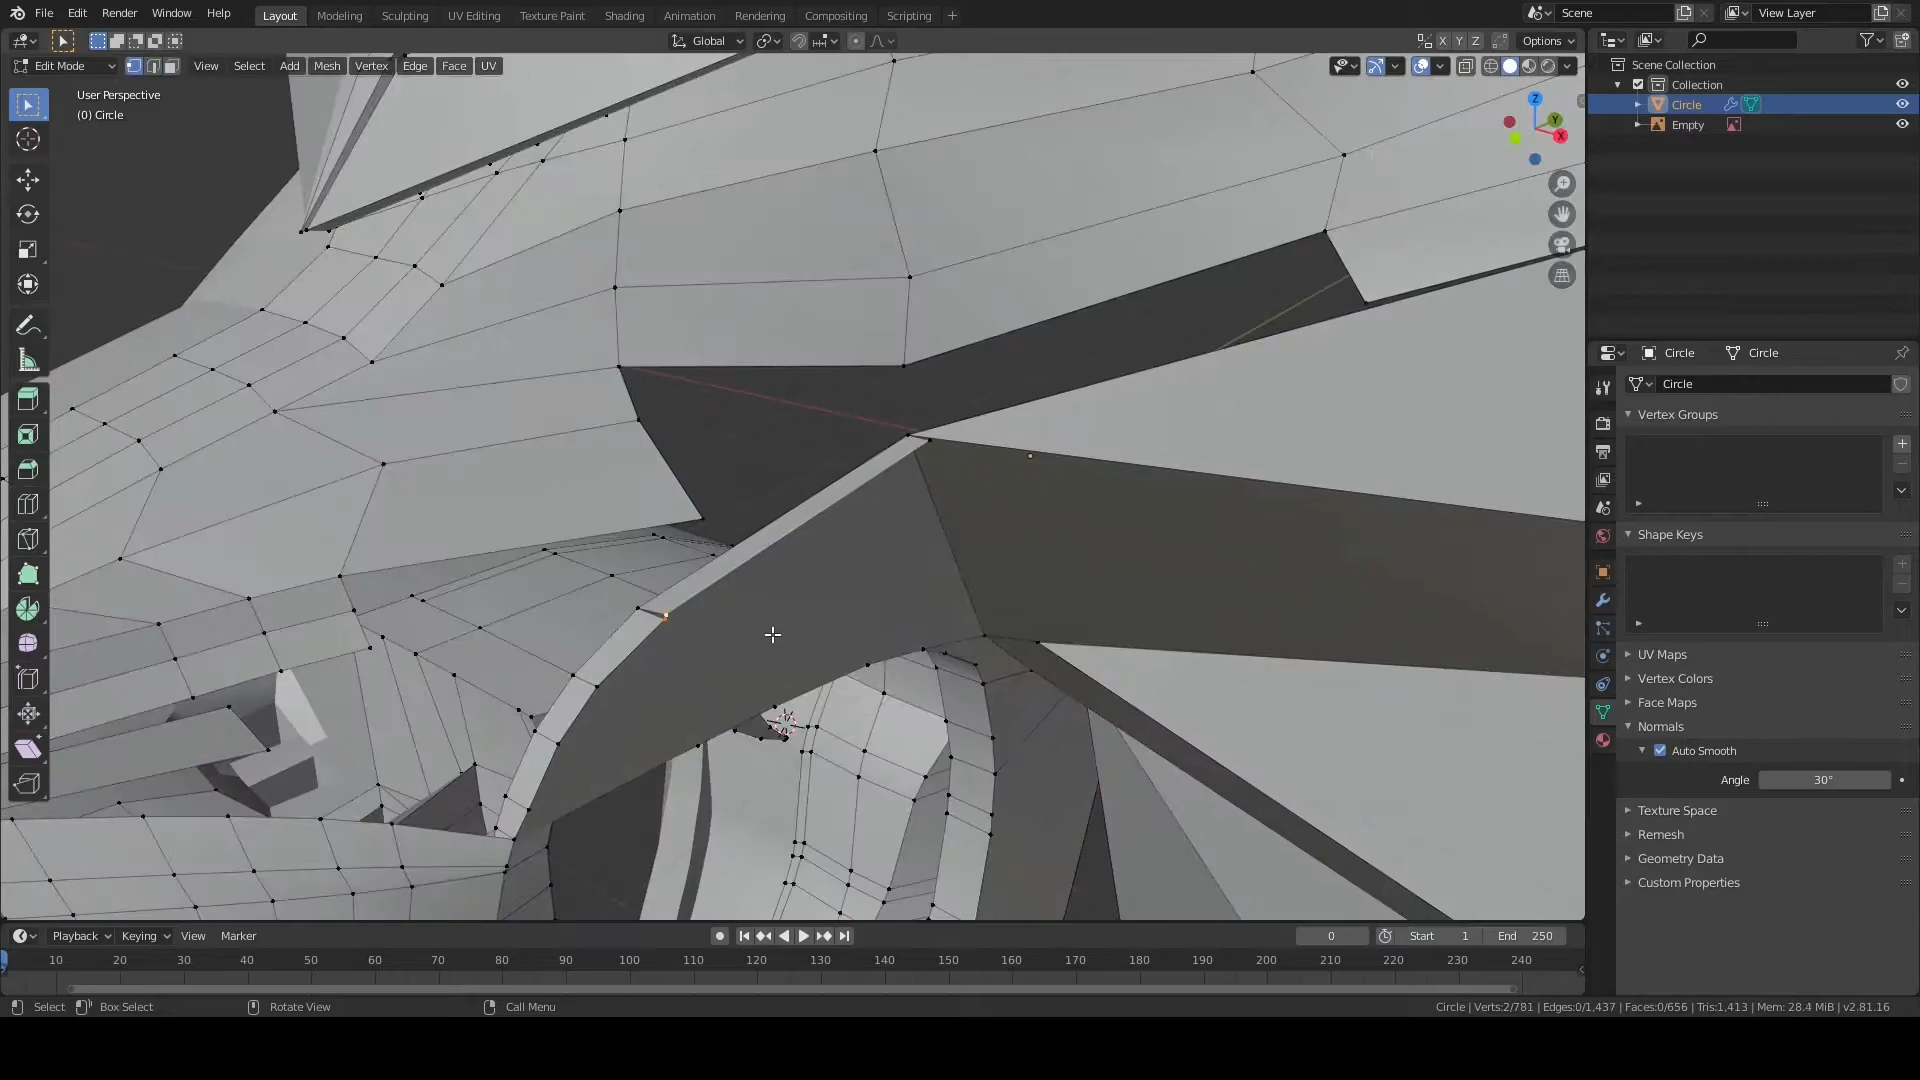 File Edit Render Window Help
Layout Modeling Sculpting UV Editing Texture Paint Shading Animation Rendering Compositing Scripting +
Scene
View Layer
Global
X Y Z
Options
Edit Mode
View Select Add Mesh Vertex Edge Face UV
User Perspective
(0) Circle
Z
Y
X
Scene Collection
Collection
Circle
Empty
Circle
Circle
Circle
Vertex Groups
Shape Keys
UV Maps
Vertex Colors
Face Maps
Normals
Auto Smooth
Angle 30°
Texture Space
Remesh
Geometry Data
Custom Properties
Playback Keying View Marker
0
Start 1
End 250
10 20 30 40 50 60 70 80 90 100 110 120 130 140 150 160 170 180 190 200 210 220 230 240
Select
Box Select
Rotate View
Call Menu
Circle | Verts:2/781 | Edges:0/1,437 | Faces:0/656 | Tris:1,413 | Mem: 28.4 MiB | v2.81.16